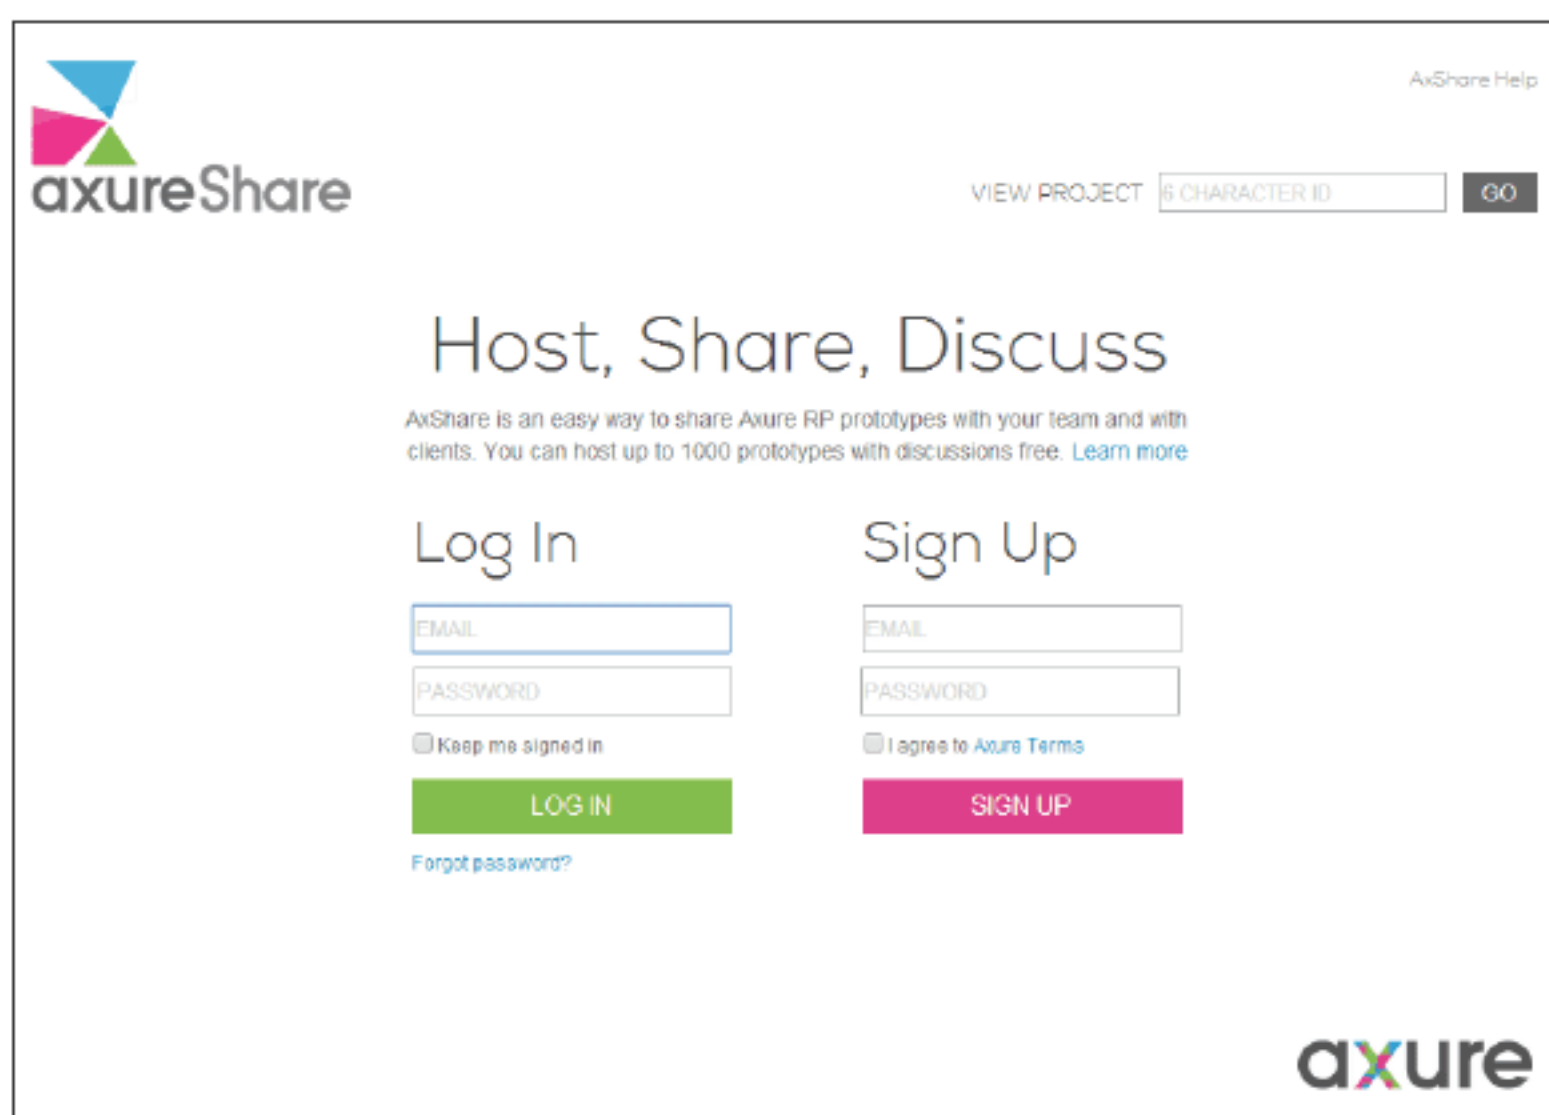 AxShare Help
axureShare
VIEW PROJECT 6 CHARACTER ID GO
Host, Share, Discuss
AxShare is an easy way to share Axure RP prototypes with your team and with
clients. You can host up to 1000 prototypes with discussions free. Learn more
Log In
EMAIL
PASSWORD
Keep me signed in
LOG IN
Forgot password?
Sign Up
EMAIL
PASSWORD
I agree to Axure Terms
SIGN UP
axure